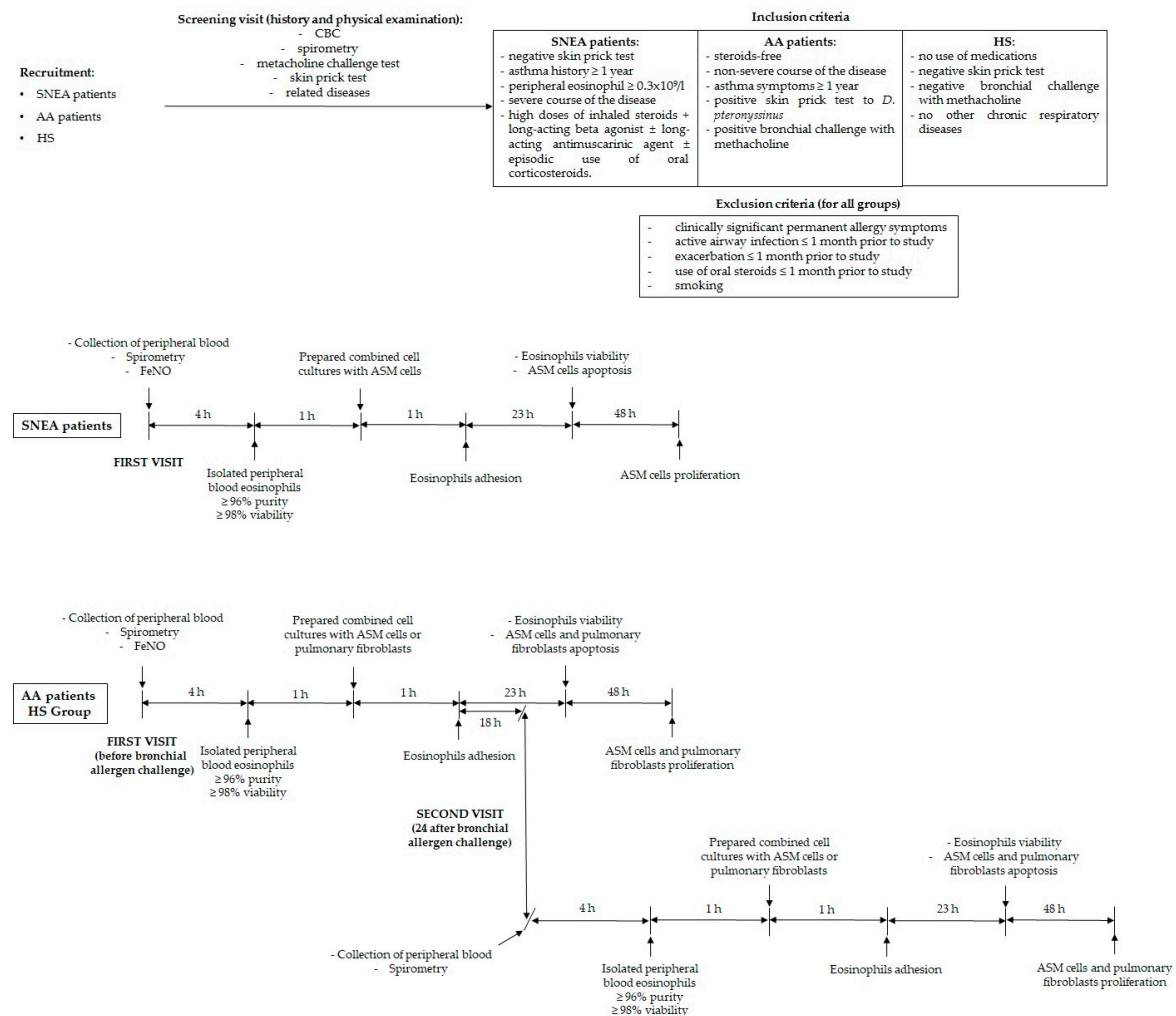 Screening visit (history and physical examination):
- CBC
- spirometry
- metacholine challenge test
- skin prick test
- related diseases
Recruitment:
• SNEA patients
• AA patients
• HS
Inclusion criteria
SNEA patients:
- negative skin prick test
- asthma history ≥ 1 year
- peripheral eosinophil ≥ 0.3x10⁹/l
- severe course of the disease
- high doses of inhaled steroids +
long-acting beta agonist ± long-
acting antimuscarinic agent ±
episodic use of oral
corticosteroids.
AA patients:
- steroids-free
- non-severe course of the disease
- asthma symptoms ≥ 1 year
- positive skin prick test to D.
pteronyssinus
- positive bronchial challenge with
methacholine
HS:
- no use of medications
- negative skin prick test
- negative bronchial challenge
with methacholine
- no other chronic respiratory
diseases
Exclusion criteria (for all groups)
- clinically significant permanent allergy symptoms
- active airway infection ≤ 1 month prior to study
- exacerbation ≤ 1 month prior to study
- use of oral steroids ≤ 1 month prior to study
- smoking
- Collection of peripheral blood
- Spirometry
- FeNO
Prepared combined cell
cultures with ASM cells
- Eosinophils viability
- ASM cells apoptosis
SNEA patients
4 h
1 h
1 h
23 h
48 h
FIRST VISIT
Isolated peripheral
blood eosinophils
≥ 96% purity
≥ 98% viability
Eosinophils adhesion
ASM cells proliferation
- Collection of peripheral blood
- Spirometry
- FeNO
Prepared combined cell
cultures with ASM cells or
pulmonary fibroblasts
- Eosinophils viability
- ASM cells and pulmonary
fibroblasts apoptosis
AA patients
HS Group
4 h
1 h
1 h
23 h
48 h
18 h
FIRST VISIT
(before bronchial
allergen challenge)
Isolated peripheral
blood eosinophils
≥ 96% purity
≥ 98% viability
Eosinophils adhesion
ASM cells and pulmonary
fibroblasts proliferation
SECOND VISIT
(24 after bronchial
allergen challenge)
Prepared combined cell
cultures with ASM cells or
pulmonary fibroblasts
- Eosinophils viability
- ASM cells and pulmonary
fibroblasts apoptosis
4 h
1 h
1 h
23 h
48 h
- Collection of peripheral blood
- Spirometry
Isolated peripheral
blood eosinophils
≥ 96% purity
≥ 98% viability
Eosinophils adhesion
ASM cells and pulmonary
fibroblasts proliferation